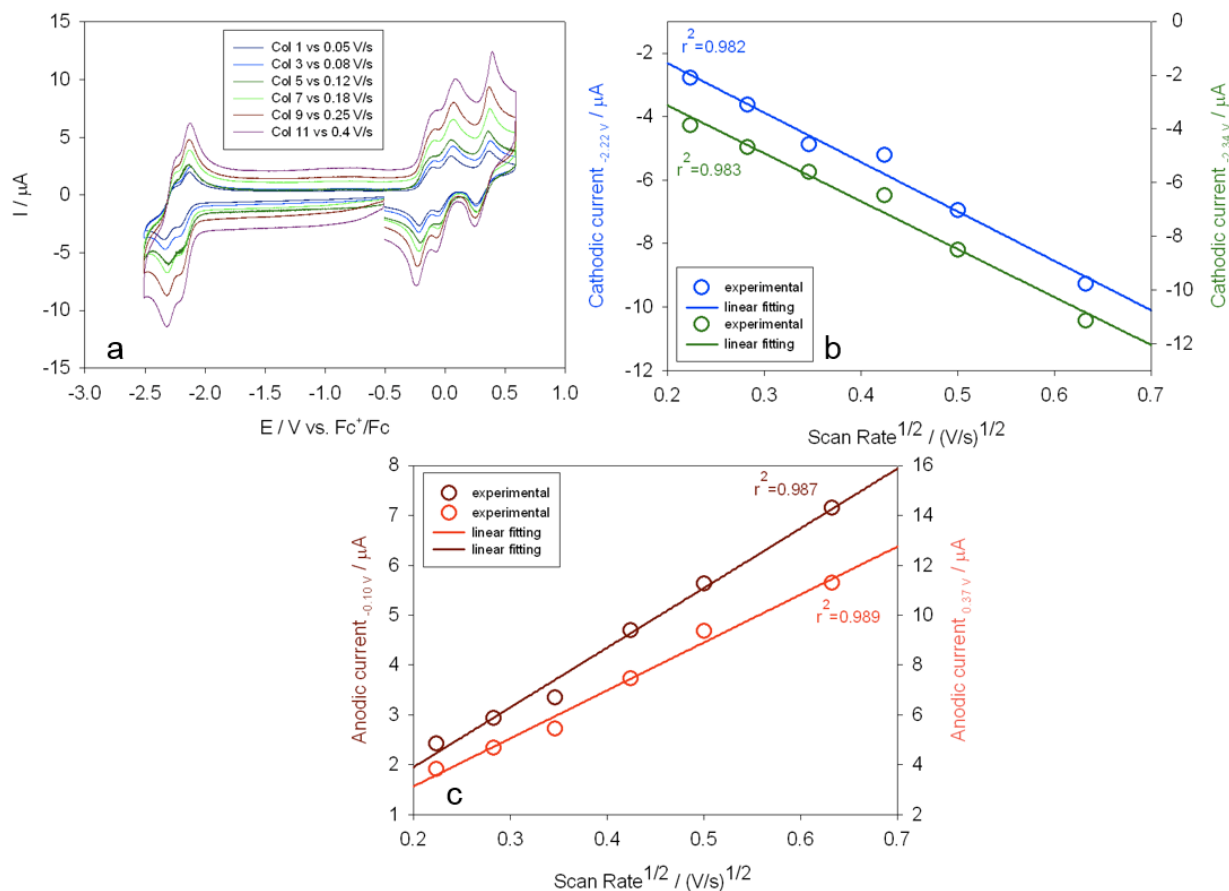 15
10
5
0
-5
-10
-15
I / µA
Col 1 vs 0.05 V/s
Col 3 vs 0.08 V/s
Col 5 vs 0.12 V/s
Col 7 vs 0.18 V/s
Col 9 vs 0.25 V/s
Col 11 vs 0.4 V/s
a
-3.0 -2.5 -2.0 -1.5 -1.0 -0.5 0.0 0.5 1.0
E / V vs. Fc⁺/Fc
-2
-4
-6
-8
-10
-12
Cathodic current -2.22 V / µA
r²=0.982
r²=0.983
experimental
linear fitting
experimental
linear fitting
b
0
-2
-4
-6
-8
-10
-12
Cathodic current -2.34 V / µA
0.2 0.3 0.4 0.5 0.6 0.7
Scan Rate^1/2 / (V/s)^1/2
8
7
6
5
4
3
2
1
Anodic current -0.10 V / µA
experimental
experimental
linear fitting
linear fitting
r²=0.987
r²=0.989
c
16
14
12
10
8
6
4
2
Anodic current 0.37 V / µA
0.2 0.3 0.4 0.5 0.6 0.7
Scan Rate^1/2 / (V/s)^1/2